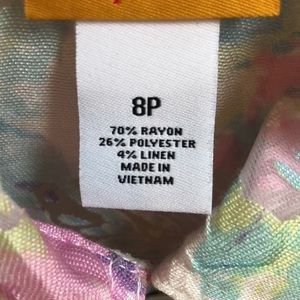 8P
70% RAYON
26% POLYESTER
4% LINEN
MADE IN
VIETNAM